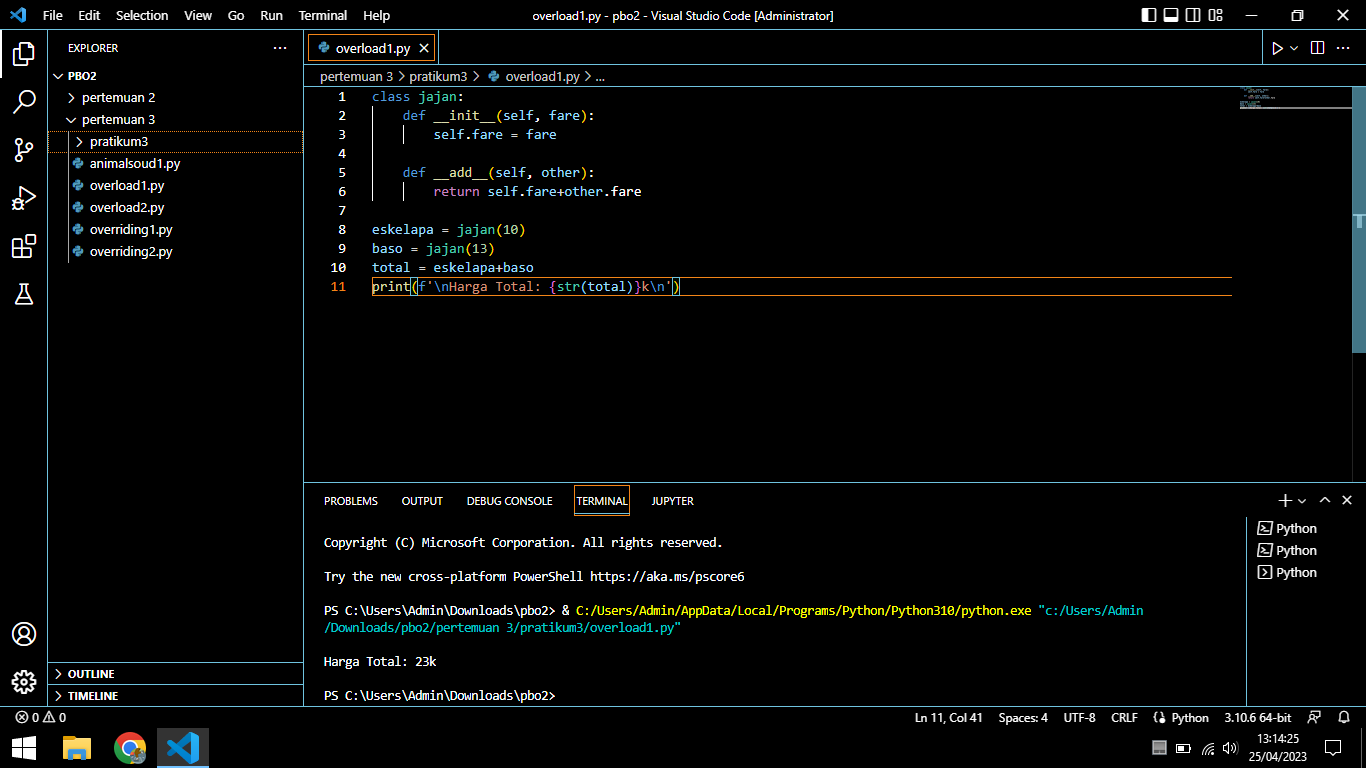 File Edit Selection View Go Run Terminal Help
overload1.py - pbo2 - Visual Studio Code [Administrator]
EXPLORER
PBO2
pertemuan 2
pertemuan 3
pratikum3
animalsoud1.py
overload1.py
overload2.py
overriding1.py
overriding2.py
OUTLINE
TIMELINE
overload1.py
pertemuan 3 > pratikum3 > overload1.py > ...
1 class jajan:
2     def __init__(self, fare):
3         self.fare = fare
4
5     def __add__(self, other):
6         return self.fare+other.fare
7
8 eskelapa = jajan(10)
9 baso = jajan(13)
10 total = eskelapa+baso
11 print(f'\nHarga Total: {str(total)}k\n')
PROBLEMS OUTPUT DEBUG CONSOLE TERMINAL JUPYTER
Copyright (C) Microsoft Corporation. All rights reserved.
Try the new cross-platform PowerShell https://aka.ms/pscore6
PS C:\Users\Admin\Downloads\pbo2> & C:/Users/Admin/AppData/Local/Programs/Python/Python310/python.exe "c:/Users/Admin
/Downloads/pbo2/pertemuan 3/pratikum3/overload1.py"
Harga Total: 23k
PS C:\Users\Admin\Downloads\pbo2>
Python
Python
Python
0 0
Ln 11, Col 41 Spaces: 4 UTF-8 CRLF Python 3.10.6 64-bit
13:14:25
25/04/2023